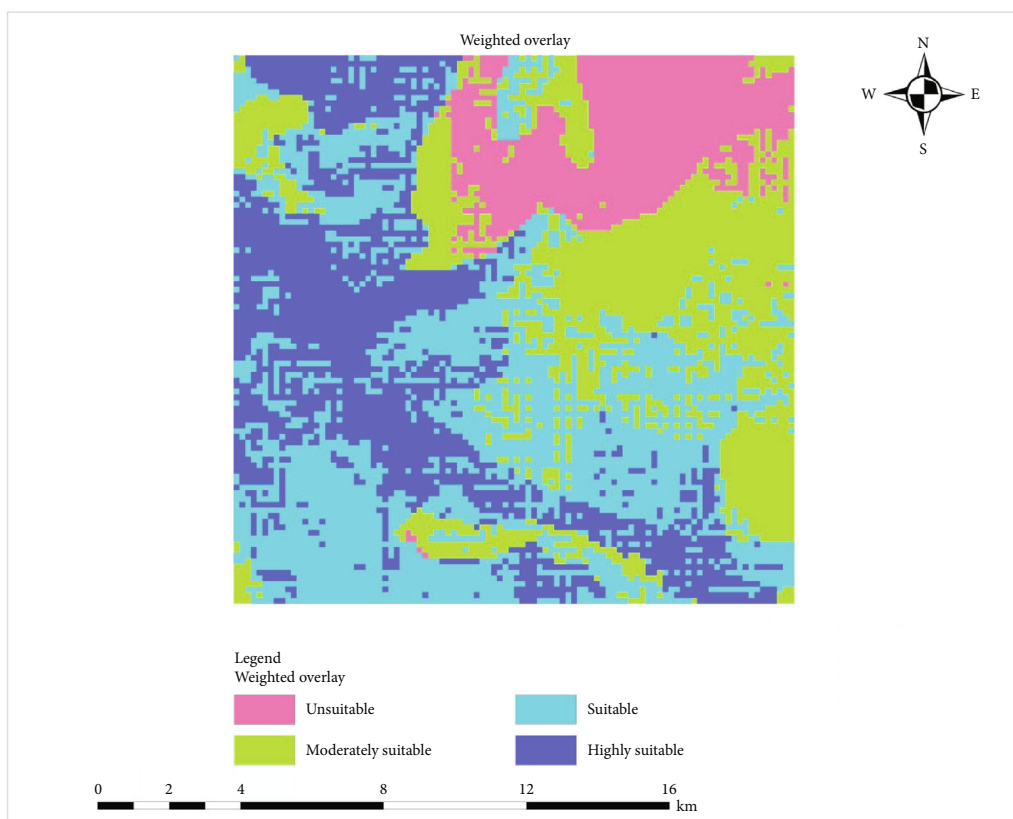 Weighted overlay
N
W E
S
Legend
Weighted overlay
Unsuitable Suitable
Moderately suitable Highly suitable
0 2 4 8 12 16
km